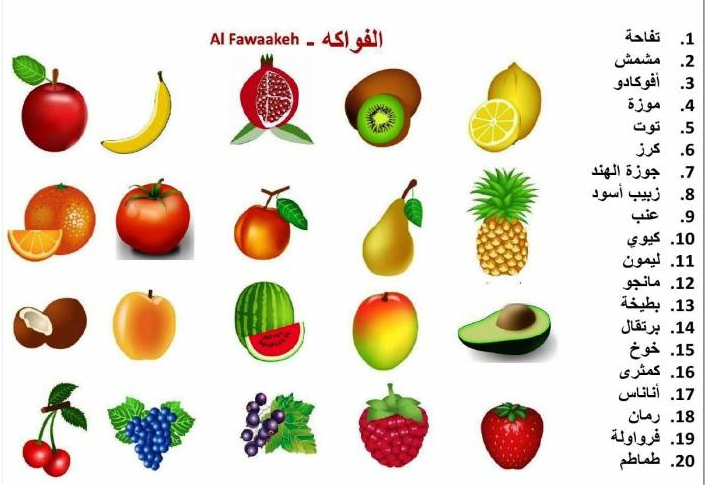 Al Fawaakeh - الفواكه
1. تفاحة
2. مشمش
3. أفوكادو
4. موزة
5. توت
6. كرز
7. جوزة الهند
8. زبيب أسود
9. عنب
10. كيوي
11. ليمون
12. مانجو
13. بطيخة
14. برتقال
15. خوخ
16. كمثرى
17. أناناس
18. رمان
19. فرواولة
20. طماطم